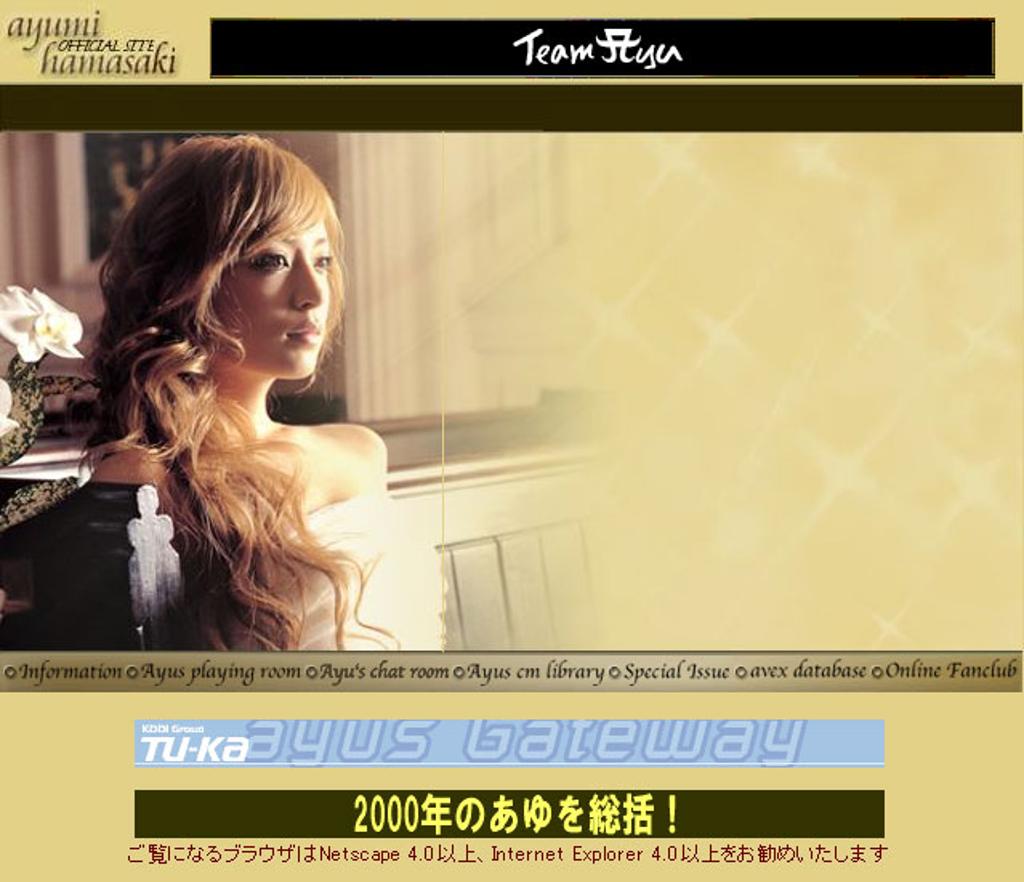 ayumi
OFFICIAL SITE
hamasaki
Team Ayu
Information Ayus playing room Ayu's chat room Ayus cm library Special Issue avex database Online Fanclub
KDDI Group
TU-KA ayus Gateway
2000年のあゆを総括！
ご覧になるブラウザはNetscape 4.0以上、Internet Explorer 4.0以上をお勧めいたします